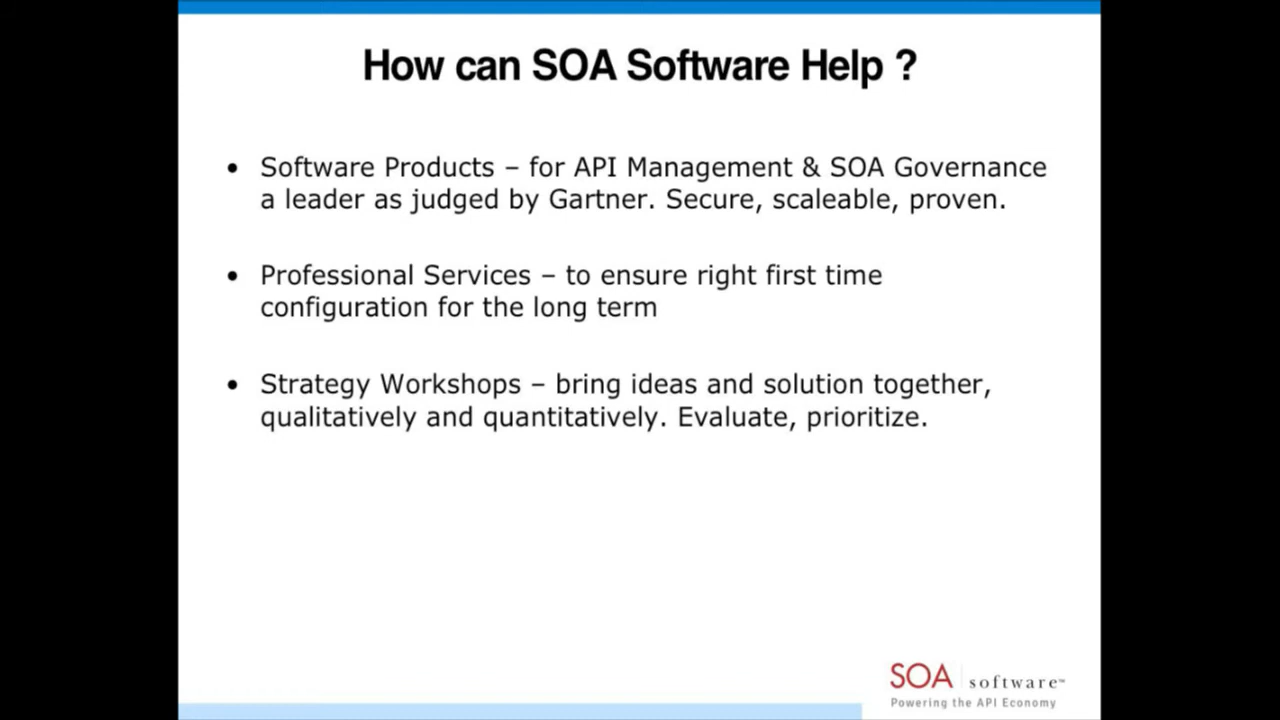 How can SOA Software Help ?
• Software Products – for API Management & SOA Governance
a leader as judged by Gartner. Secure, scaleable, proven.
• Professional Services – to ensure right first time
configuration for the long term
• Strategy Workshops – bring ideas and solution together,
qualitatively and quantitatively. Evaluate, prioritize.
SOA software™
Powering the API Economy